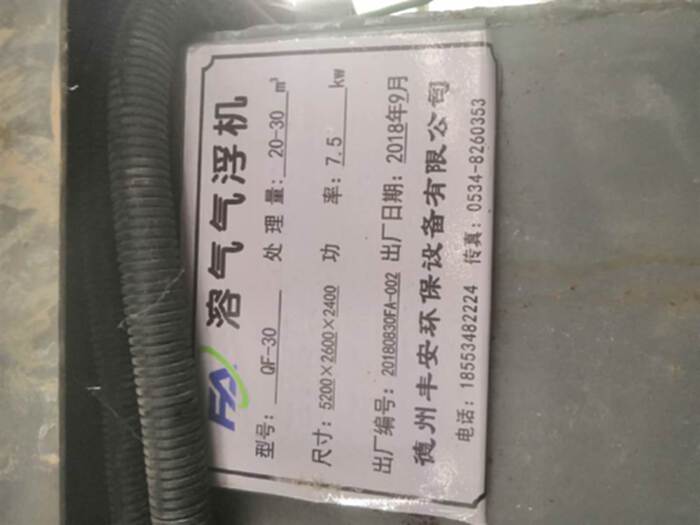 FA 溶气气浮机
型号: QF-30 处理量: 20-30 m³
尺寸: 5200×2600×2400 功率: 7.5 kw
出厂编号: 20180830FA-002 出厂日期: 2018年9月
德州丰安环保设备有限公司
电话: 18553482224 传真: 0534-8260353